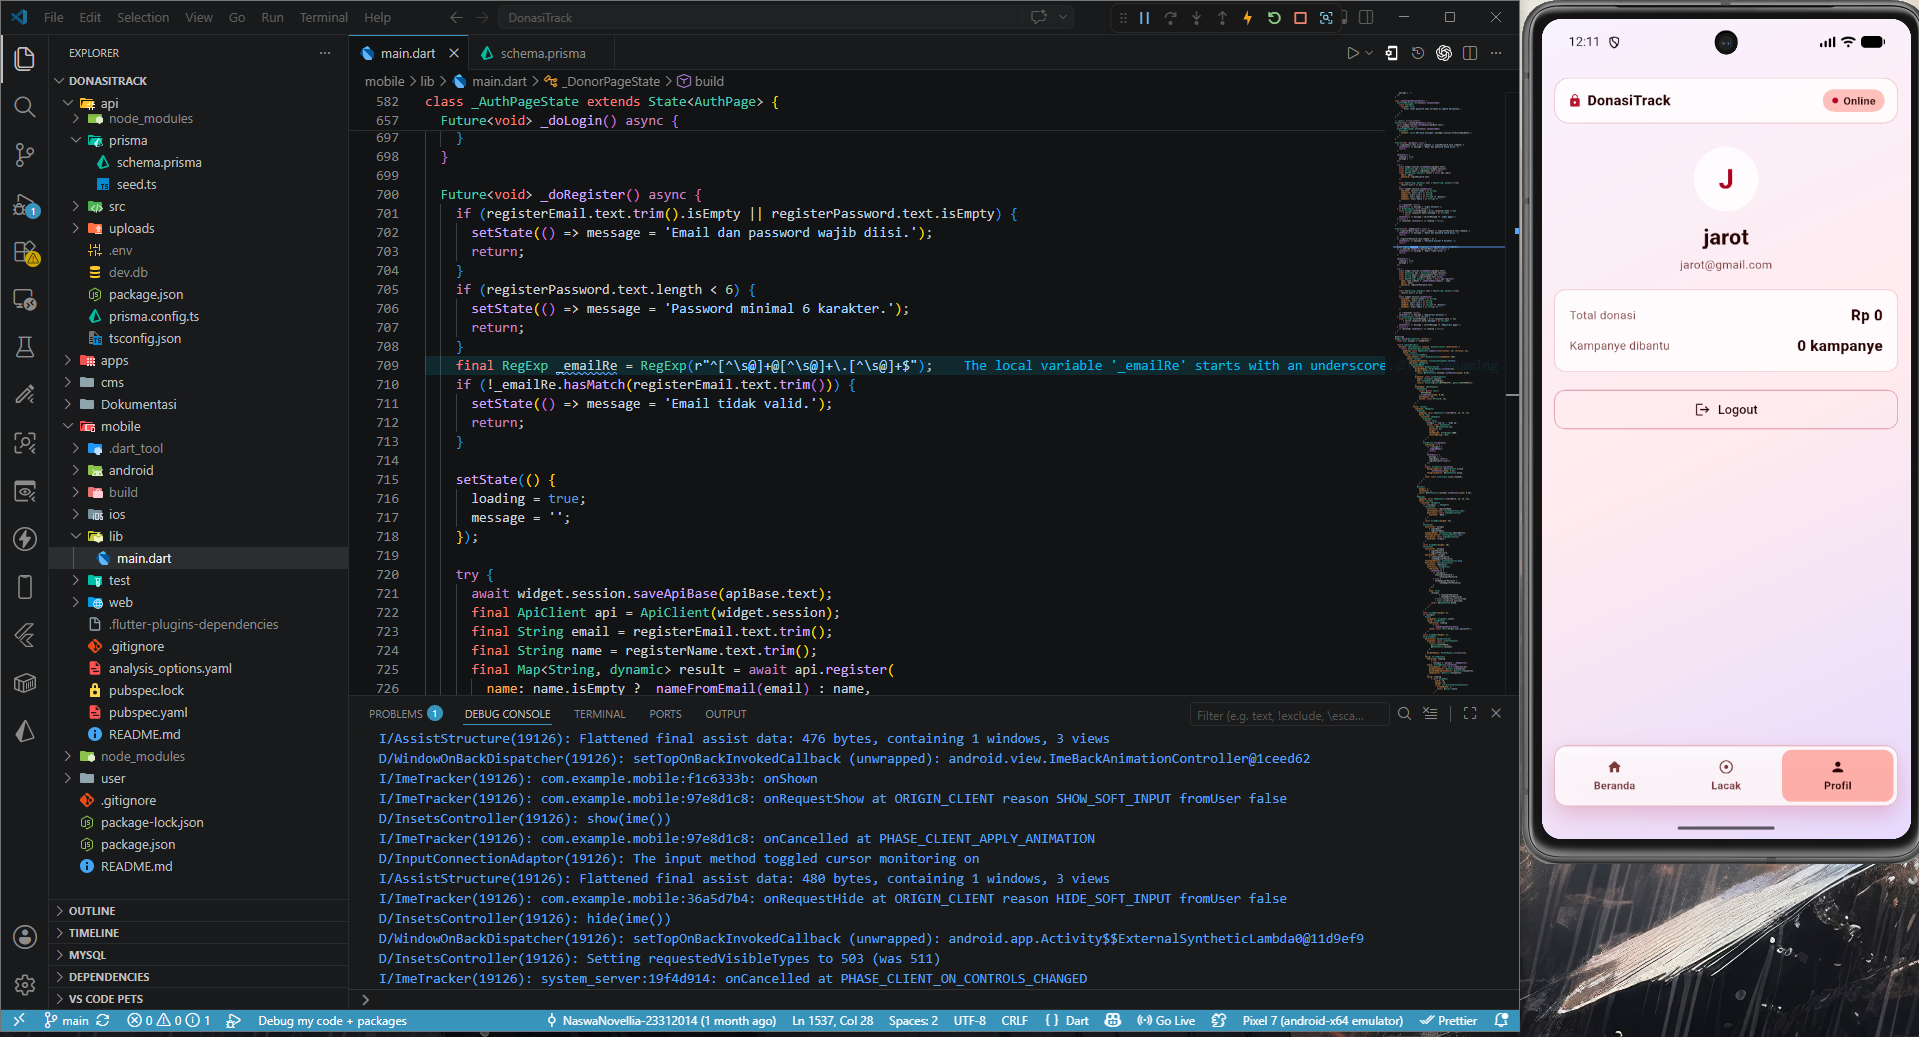 File Edit Selection View Go Run Terminal Help
DonasiTrack
EXPLORER
DONASITRACK
api
node_modules
prisma
schema.prisma
seed.ts
src
uploads
.env
dev.db
package.json
prisma.config.ts
tsconfig.json
apps
cms
Dokumentasi
mobile
.dart_tool
android
build
ios
lib
main.dart
test
web
.flutter-plugins-dependencies
.gitignore
analysis_options.yaml
pubspec.lock
pubspec.yaml
README.md
node_modules
user
.gitignore
package-lock.json
package.json
README.md
OUTLINE
TIMELINE
MYSQL
DEPENDENCIES
VS CODE PETS
main.dart
schema.prisma
mobile > lib > main.dart > _DonorPageState > build
582 class _AuthPageState extends State<AuthPage> {
657 Future<void> _doLogin() async {
697 }
698 }
699
700 Future<void> _doRegister() async {
701 if (registerEmail.text.trim().isEmpty || registerPassword.text.isEmpty) {
702 setState(() => message = 'Email dan password wajib diisi.');
703 return;
704 }
705 if (registerPassword.text.length < 6) {
706 setState(() => message = 'Password minimal 6 karakter.');
707 return;
708 }
709 final RegExp _emailRe = RegExp(r"^[^\s@]+@[^\s@]+\.[^\s@]+$"); The local variable '_emailRe' starts with an underscore
710 if (!_emailRe.hasMatch(registerEmail.text.trim())) {
711 setState(() => message = 'Email tidak valid.');
712 return;
713 }
714
715 setState(() {
716 loading = true;
717 message = '';
718 });
719
720 try {
721 await widget.session.saveApiBase(apiBase.text);
722 final ApiClient api = ApiClient(widget.session);
723 final String email = registerEmail.text.trim();
724 final String name = registerName.text.trim();
725 final Map<String, dynamic> result = await api.register(
726 name: name.isEmpty ? _nameFromEmail(email) : name,
PROBLEMS 1 DEBUG CONSOLE TERMINAL PORTS OUTPUT
Filter (e.g. text, !exclude, \esca...
I/AssistStructure(19126): Flattened final assist data: 476 bytes, containing 1 windows, 3 views
D/WindowOnBackDispatcher(19126): setTopOnBackInvokedCallback (unwrapped): android.view.ImeBackAnimationController@1ceed62
I/ImeTracker(19126): com.example.mobile:f1c6333b: onShown
I/ImeTracker(19126): com.example.mobile:97e8d1c8: onRequestShow at ORIGIN_CLIENT reason SHOW_SOFT_INPUT fromUser false
D/InsetsController(19126): show(ime())
I/ImeTracker(19126): com.example.mobile:97e8d1c8: onCancelled at PHASE_CLIENT_APPLY_ANIMATION
D/InputConnectionAdaptor(19126): The input method toggled cursor monitoring on
I/AssistStructure(19126): Flattened final assist data: 480 bytes, containing 1 windows, 3 views
I/ImeTracker(19126): com.example.mobile:36a5d7b4: onRequestHide at ORIGIN_CLIENT reason HIDE_SOFT_INPUT fromUser false
D/InsetsController(19126): hide(ime())
D/WindowOnBackDispatcher(19126): setTopOnBackInvokedCallback (unwrapped): android.app.Activity$$ExternalSyntheticLambda0@11d9ef9
D/InsetsController(19126): Setting requestedVisibleTypes to 503 (was 511)
I/ImeTracker(19126): system_server:19f4d914: onCancelled at PHASE_CLIENT_ON_CONTROLS_CHANGED
main 0 0 1 Debug my code + packages NaswaNovellia-23312014 (1 month ago) Ln 1537, Col 28 Spaces: 2 UTF-8 CRLF { } Dart Go Live Pixel 7 (android-x64 emulator) Prettier
1
12:11
DonasiTrack
Online
J
jarot
jarot@gmail.com
Total donasi Rp 0
Kampanye dibantu 0 kampanye
Logout
Beranda Lacak Profil